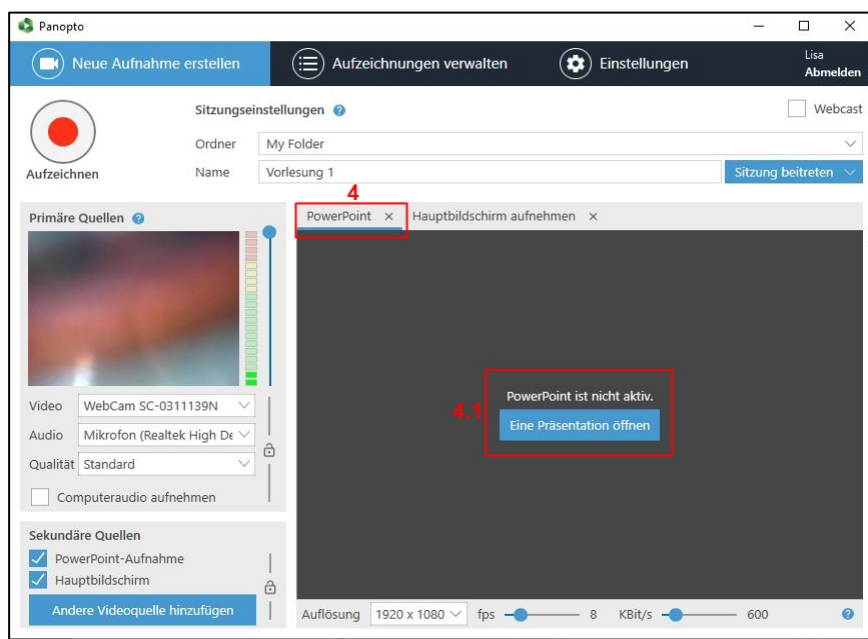 Panopto
Neue Aufnahme erstellen
Aufzeichnungen verwalten
Einstellungen
Lisa
Abmelden
Sitzungseinstellungen ?
Webcast
Ordner My Folder
Aufzeichnen
Name Vorlesung 1 Sitzung beitreten
4
Primäre Quellen ?
PowerPoint × Hauptbildschirm aufnehmen ×
PowerPoint ist nicht aktiv.
4.1
Eine Präsentation öffnen
Video WebCam SC-0311139N
Audio Mikrofon (Realtek High De
Qualität Standard
Computeraudio aufnehmen
Sekundäre Quellen
PowerPoint-Aufnahme
Hauptbildschirm
Andere Videoquelle hinzufügen
Auflösung 1920 x 1080 fps 8 KBit/s 600 ?